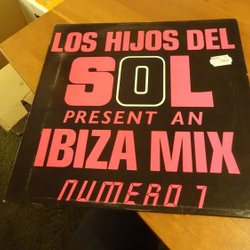 LOS HIJOS DEL
SOL
PRESENT AN
IBIZA MIX
NUMERO 1